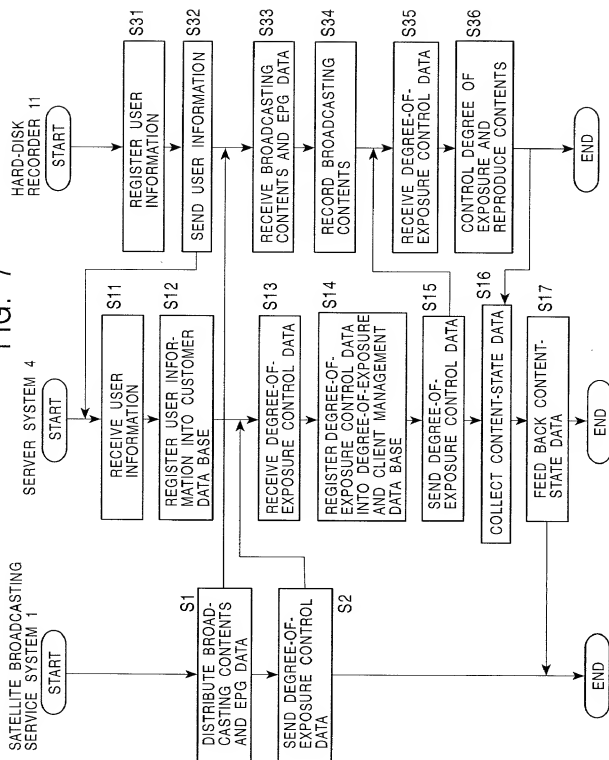 FIG. 7
SATELLITE BROADCASTING
SERVICE SYSTEM 1
START
S1
DISTRIBUTE BROAD-
CASTING CONTENTS
AND EPG DATA
S2
SEND DEGREE-OF-
EXPOSURE CONTROL
DATA
END
SERVER SYSTEM 4
START
S11
RECEIVE USER
INFORMATION
S12
REGISTER USER INFOR-
MATION INTO CUSTOMER
DATA BASE
S13
RECEIVE DEGREE-OF-
EXPOSURE CONTROL DATA
S14
REGISTER DEGREE-OF-
EXPOSURE CONTROL DATA
INTO DEGREE-OF-EXPOSURE
AND CLIENT MANAGEMENT
DATA BASE
S15
SEND DEGREE-OF-
EXPOSURE CONTROL DATA
S16
COLLECT CONTENT-STATE DATA
S17
FEED BACK CONTENT-
STATE DATA
END
HARD-DISK
RECORDER 11
START
S31
REGISTER USER
INFORMATION
S32
SEND USER INFORMATION
S33
RECEIVE BROADCASTING
CONTENTS AND EPG DATA
S34
RECORD BROADCASTING
CONTENTS
S35
RECEIVE DEGREE-OF-
EXPOSURE CONTROL DATA
S36
CONTROL DEGREE OF
EXPOSURE AND
REPRODUCE CONTENTS
END